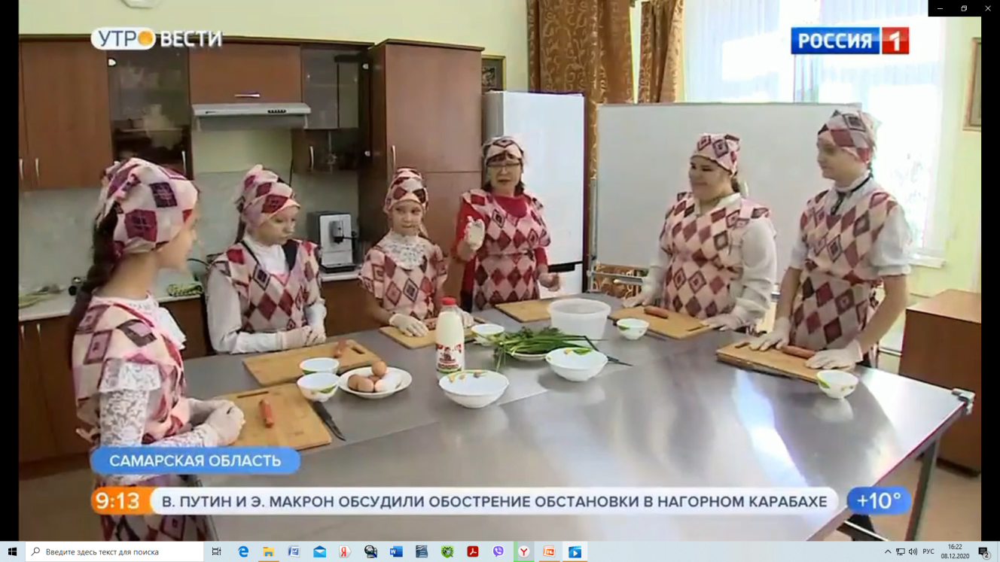 УТРО ВЕСТИ
РОССИЯ 1
САМАРСКАЯ ОБЛАСТЬ
9:13 В. ПУТИН И Э. МАКРОН ОБСУДИЛИ ОБОСТРЕНИЕ ОБСТАНОВКИ В НАГОРНОМ КАРАБАХЕ +10°
Введите здесь текст для поиска
РУС
16:22
08.12.2020
2